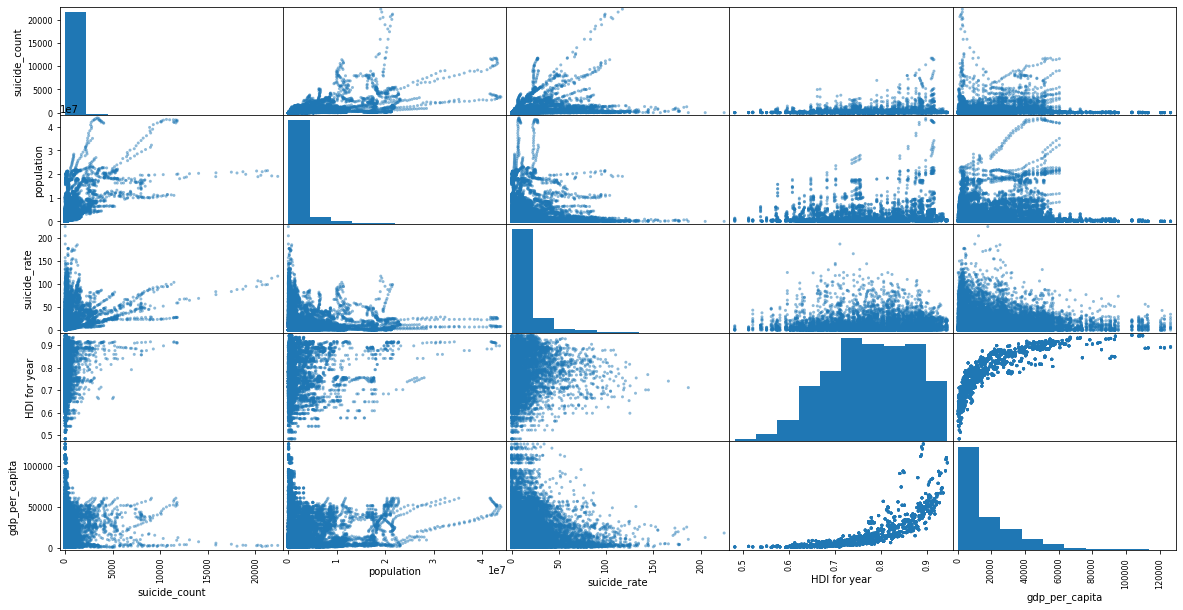 20000
15000
10000
5000
0
suicide_count
1e7
4
3
2
1
0
population
200
150
100
50
0
suicide_rate
0.9
0.8
0.7
0.6
0.5
HDI for year
100000
50000
0
gdp_per_capita
0 5000 10000 15000 20000
suicide_count
0 1 2 3 4
population 1e7
0 50 100 150 200
suicide_rate
0.5 0.6 0.7 0.8 0.9
HDI for year
0 20000 40000 60000 80000 100000 120000
gdp_per_capita